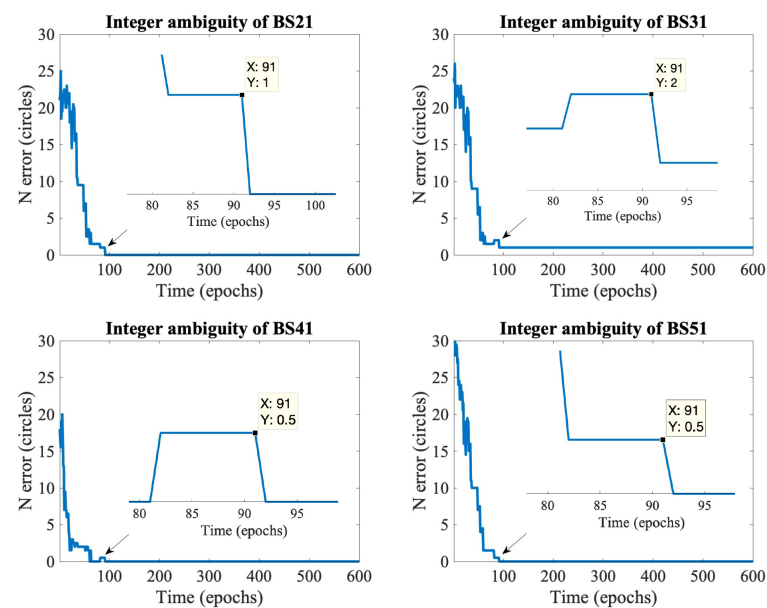 Integer ambiguity of BS21
30
25
20
15
10
5
0
N error (circles)
X: 91
Y: 1
80 85 90 95 100
Time (epochs)
100 200 300 400 500 600
Time (epochs)
Integer ambiguity of BS31
30
25
20
15
10
5
0
N error (circles)
X: 91
Y: 2
80 85 90 95
Time (epochs)
100 200 300 400 500 600
Time (epochs)
Integer ambiguity of BS41
30
25
20
15
10
5
0
N error (circles)
X: 91
Y: 0.5
80 85 90 95
Time (epochs)
100 200 300 400 500 600
Time (epochs)
Integer ambiguity of BS51
30
25
20
15
10
5
0
N error (circles)
X: 91
Y: 0.5
80 85 90 95
Time (epochs)
100 200 300 400 500 600
Time (epochs)